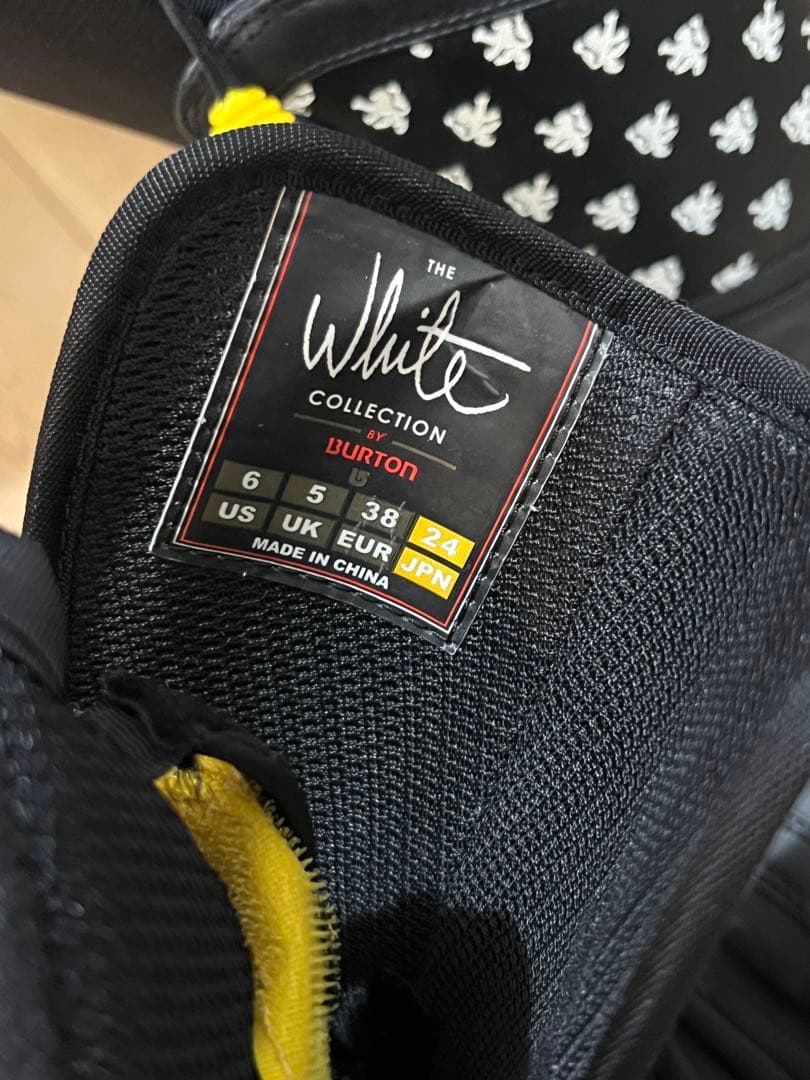 THE
White
COLLECTION
BY
BURTON
6 5 38 24
US UK EUR JPN
MADE IN CHINA